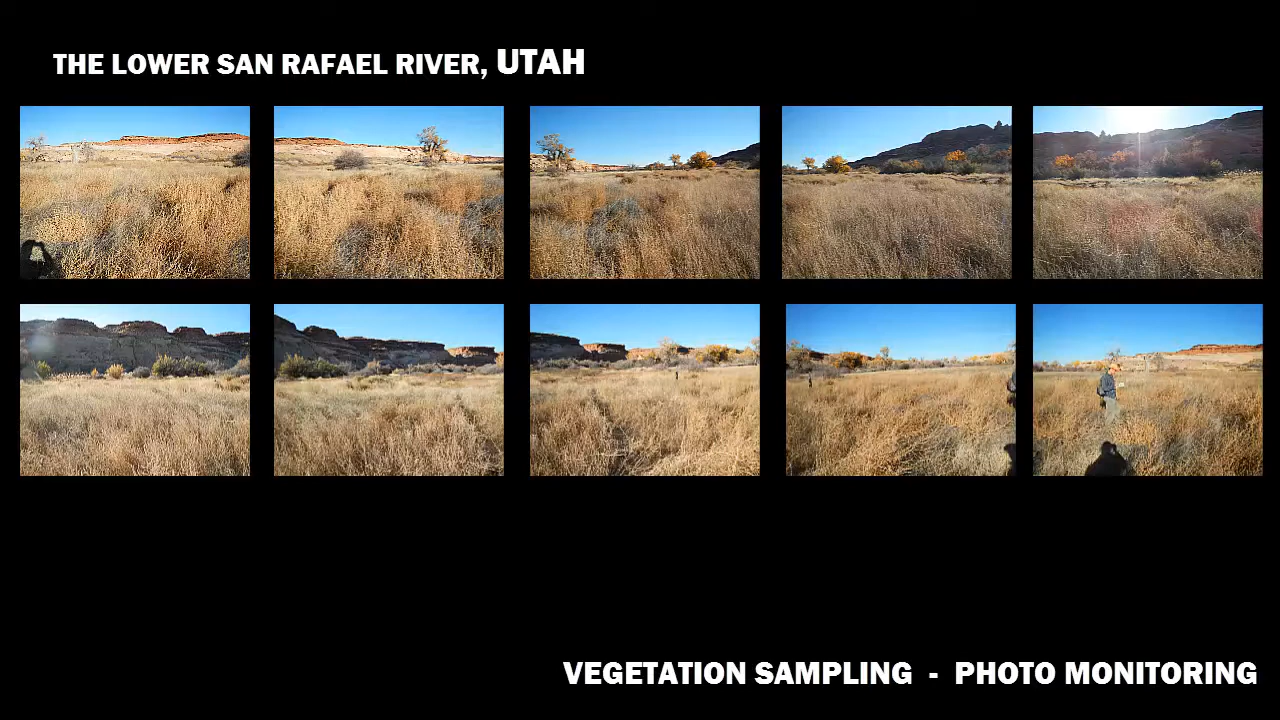 THE LOWER SAN RAFAEL RIVER, UTAH
VEGETATION SAMPLING - PHOTO MONITORING